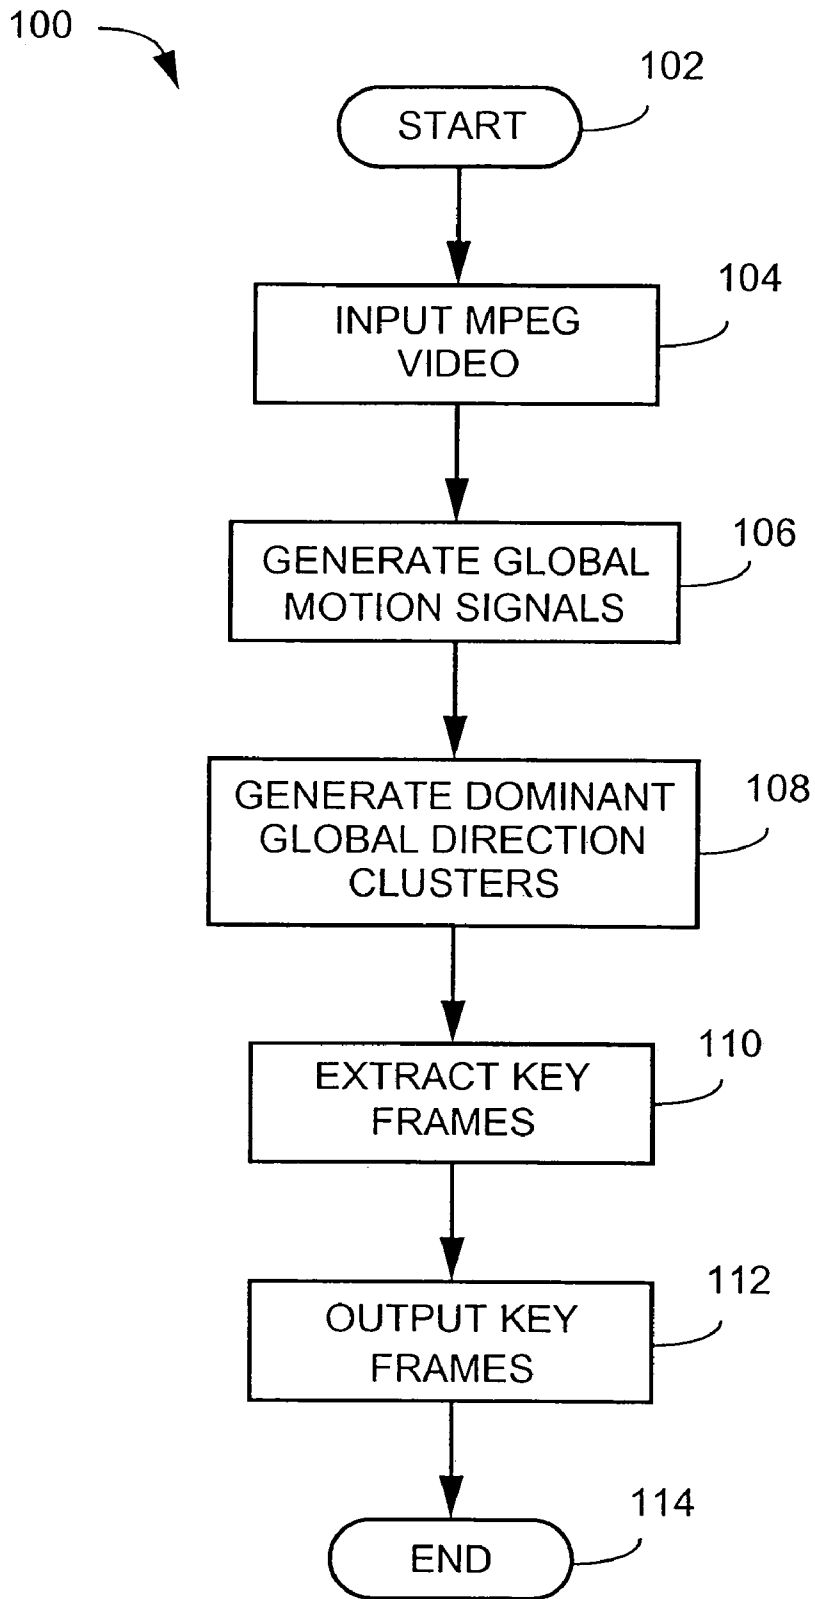 100
102
START
104
INPUT MPEG
VIDEO
106
GENERATE GLOBAL
MOTION SIGNALS
108
GENERATE DOMINANT
GLOBAL DIRECTION
CLUSTERS
110
EXTRACT KEY
FRAMES
112
OUTPUT KEY
FRAMES
114
END